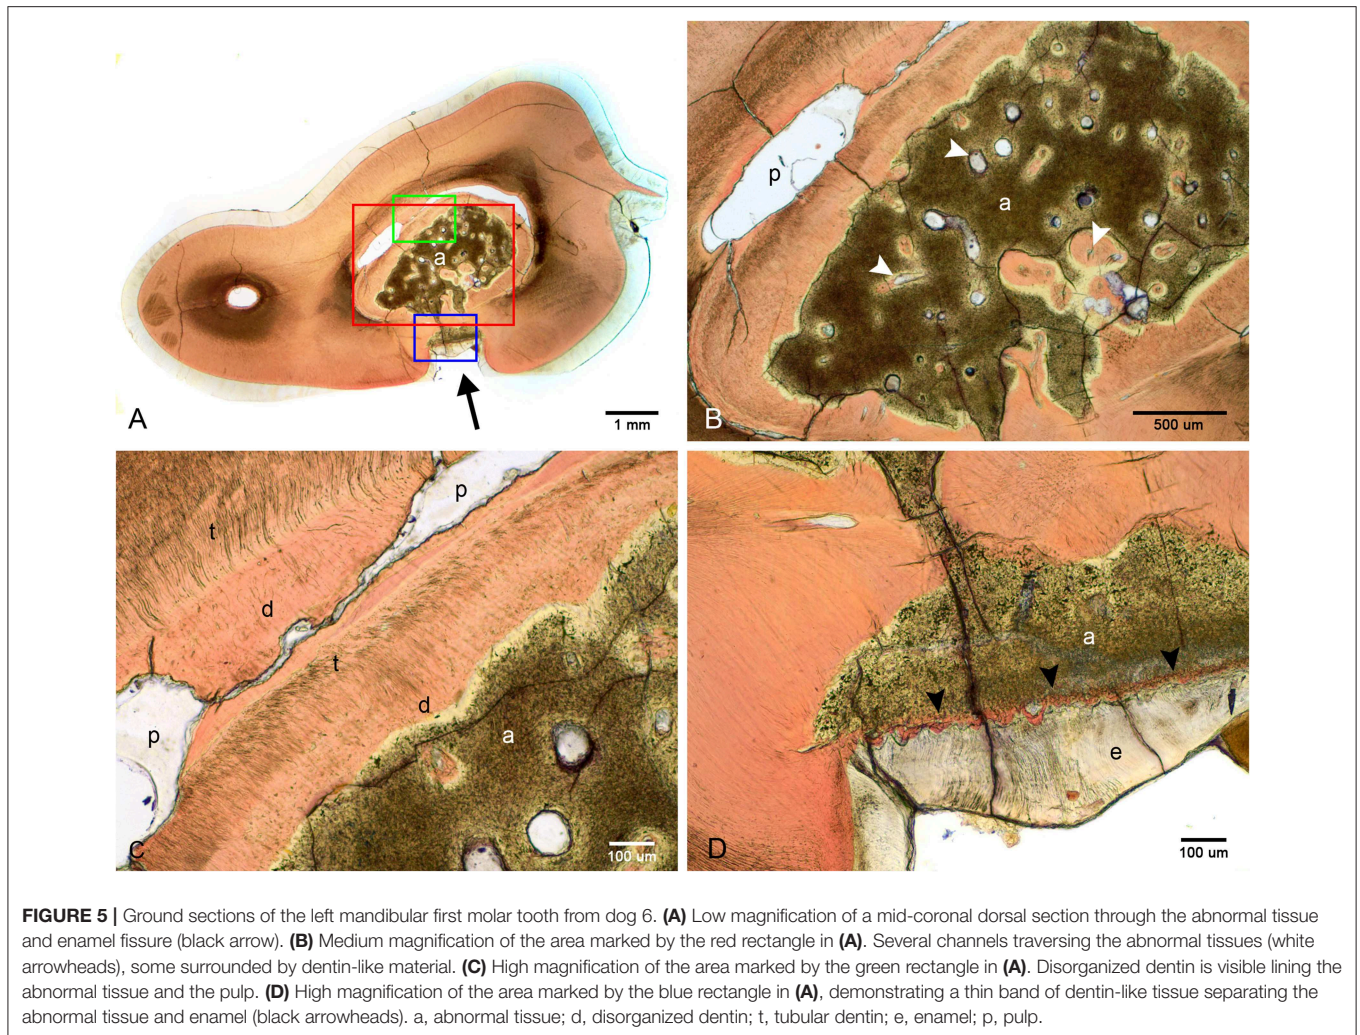 a
A
1 mm
p
a
B
500 um
t
d
p
t
d
p
a
C
100 um
a
e
D
100 um
FIGURE 5 | Ground sections of the left mandibular first molar tooth from dog 6. (A) Low magnification of a mid-coronal dorsal section through the abnormal tissue
and enamel fissure (black arrow). (B) Medium magnification of the area marked by the red rectangle in (A). Several channels traversing the abnormal tissues (white
arrowheads), some surrounded by dentin-like material. (C) High magnification of the area marked by the green rectangle in (A). Disorganized dentin is visible lining the
abnormal tissue and the pulp. (D) High magnification of the area marked by the blue rectangle in (A), demonstrating a thin band of dentin-like tissue separating the
abnormal tissue and enamel (black arrowheads). a, abnormal tissue; d, disorganized dentin; t, tubular dentin; e, enamel; p, pulp.